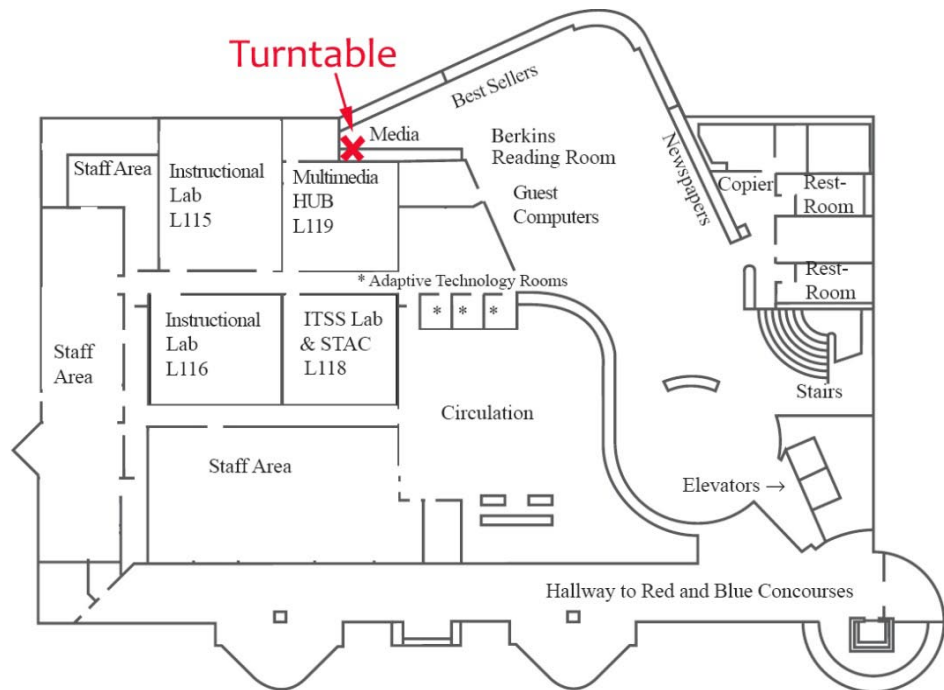 Turntable
Best Sellers
Media
Berkins
Reading Room
Newspapers
Staff Area
Instructional
Lab
L115
Multimedia
HUB
L119
Guest
Computers
Copier
Rest-
Room
Rest-
Room
* Adaptive Technology Rooms
* * *
Instructional
Lab
L116
ITSS Lab
& STAC
L118
Staff
Area
Stairs
Circulation
Staff Area
Elevators →
Hallway to Red and Blue Concourses